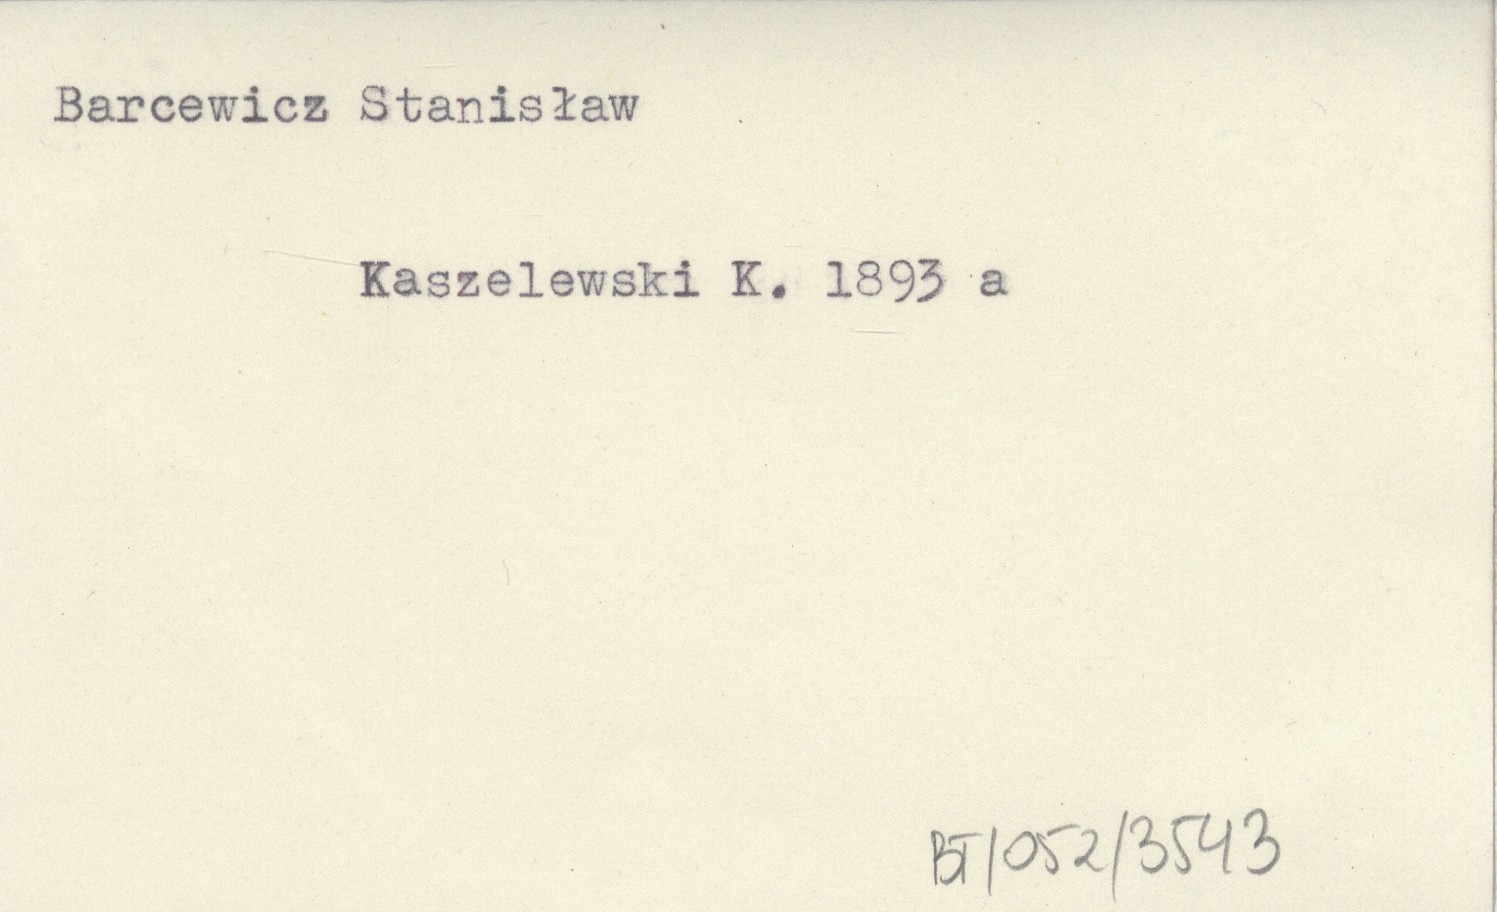 Barcewicz Stanisław
Kaszelewski K. 1893 a
BT/052/3543